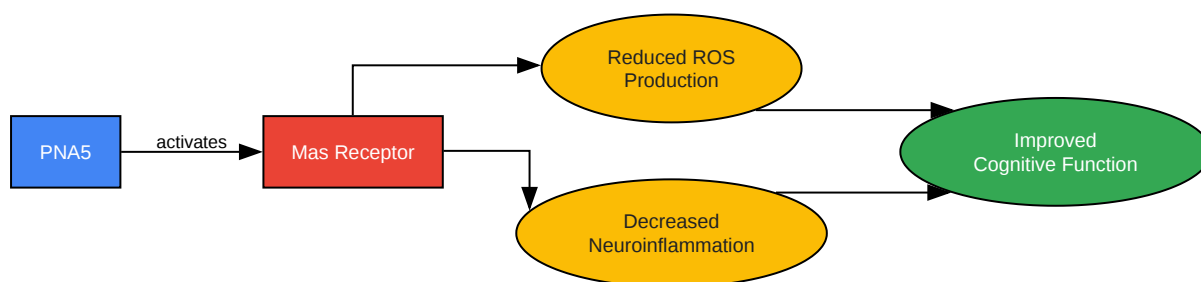 PNA5
activates
Mas Receptor
Reduced ROS
Production
Decreased
Neuroinflammation
Improved
Cognitive Function